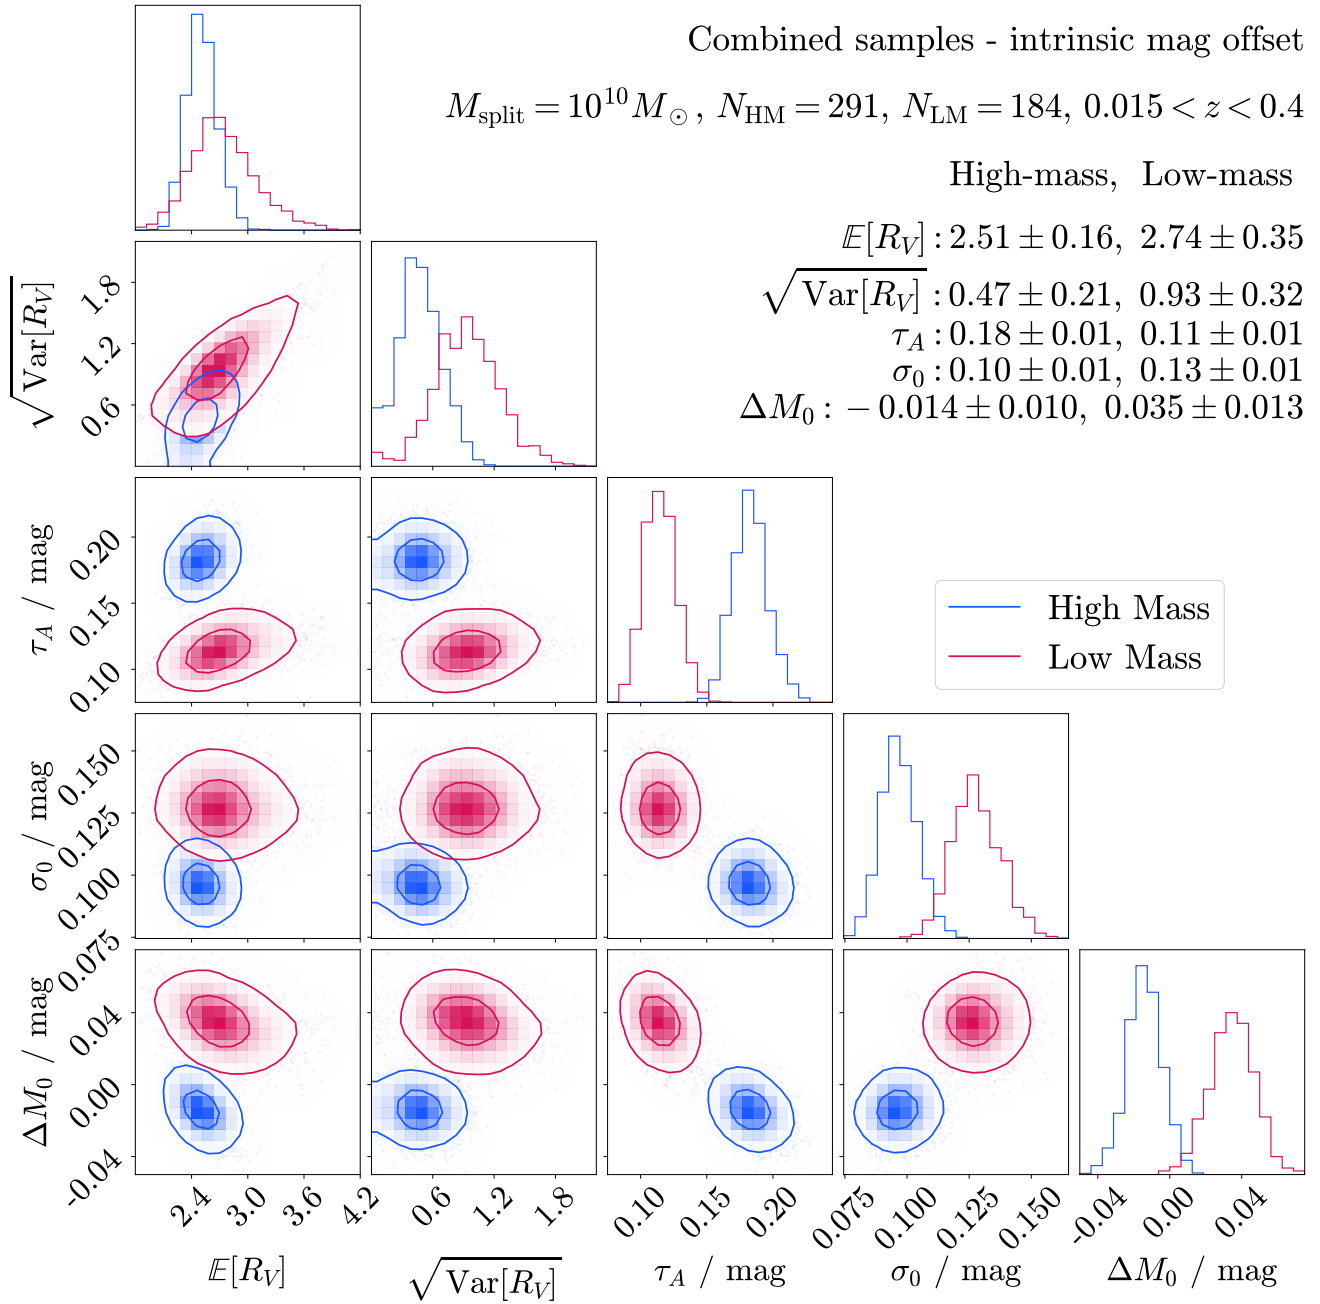 Combined samples - intrinsic mag offset
M_split = 10^10 M_⊙, N_HM = 291, N_LM = 184, 0.015 < z < 0.4
High-mass, Low-mass
𝔼[R_V] : 2.51 ± 0.16, 2.74 ± 0.35
√Var[R_V] : 0.47 ± 0.21, 0.93 ± 0.32
τ_A : 0.18 ± 0.01, 0.11 ± 0.01
σ_0 : 0.10 ± 0.01, 0.13 ± 0.01
ΔM_0 : −0.014 ± 0.010, 0.035 ± 0.013
√Var[R_V]
1.8
1.2
0.6
τ_A / mag
0.20
0.15
0.10
High Mass
Low Mass
σ_0 / mag
0.150
0.125
0.100
0.075
ΔM_0 / mag
0.04
0.00
-0.04
2.4 3.0 3.6 4.2 0.6 1.2 1.8 0.10 0.15 0.20 0.075 0.100 0.125 0.150 -0.04 0.00 0.04
𝔼[R_V] √Var[R_V] τ_A / mag σ_0 / mag ΔM_0 / mag